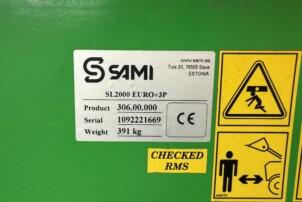 www.sami.ee
Tule 20, 76505 Saue
ESTONIA
SAMI
SL2000 EURO+3P
Product 306.00.000
Serial 1092221669
Weight 391 kg
CE
CHECKED
RMS